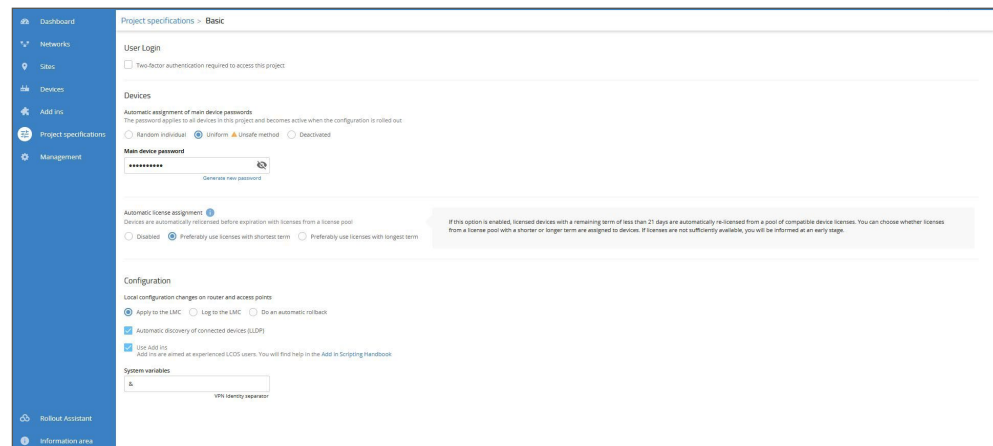 Dashboard
Networks
Sites
Devices
Add ins
Project specifications
Management
Rollout Assistant
Information area
Project specifications > Basic
User Login
Two-factor authentication required to access this project
Devices
Automatic assignment of main device passwords
The password applies to all devices in this project and becomes active when the configuration is rolled out
Random individual Uniform Unsafe method Deactivated
Main device password
••••••••••
Generate new password
Automatic license assignment
Devices are automatically relicensed before expiration with licenses from a license pool
Disabled Preferably use licenses with shortest term Preferably use licenses with longest term
If this option is enabled, licensed devices with a remaining term of less than 21 days are automatically re-licensed from a pool of compatible device licenses. You can choose whether licenses
from a license pool with a shorter or longer term are assigned to devices. If licenses are not sufficiently available, you will be informed at an early stage.
Configuration
Local configuration changes on router and access points
Apply to the LMC Log to the LMC Do an automatic rollback
Automatic discovery of connected devices (LLDP)
Use Add ins
Add ins are aimed at experienced LCOS users. You will find help in the Add in Scripting Handbook
System variables
&
VPN identity separator